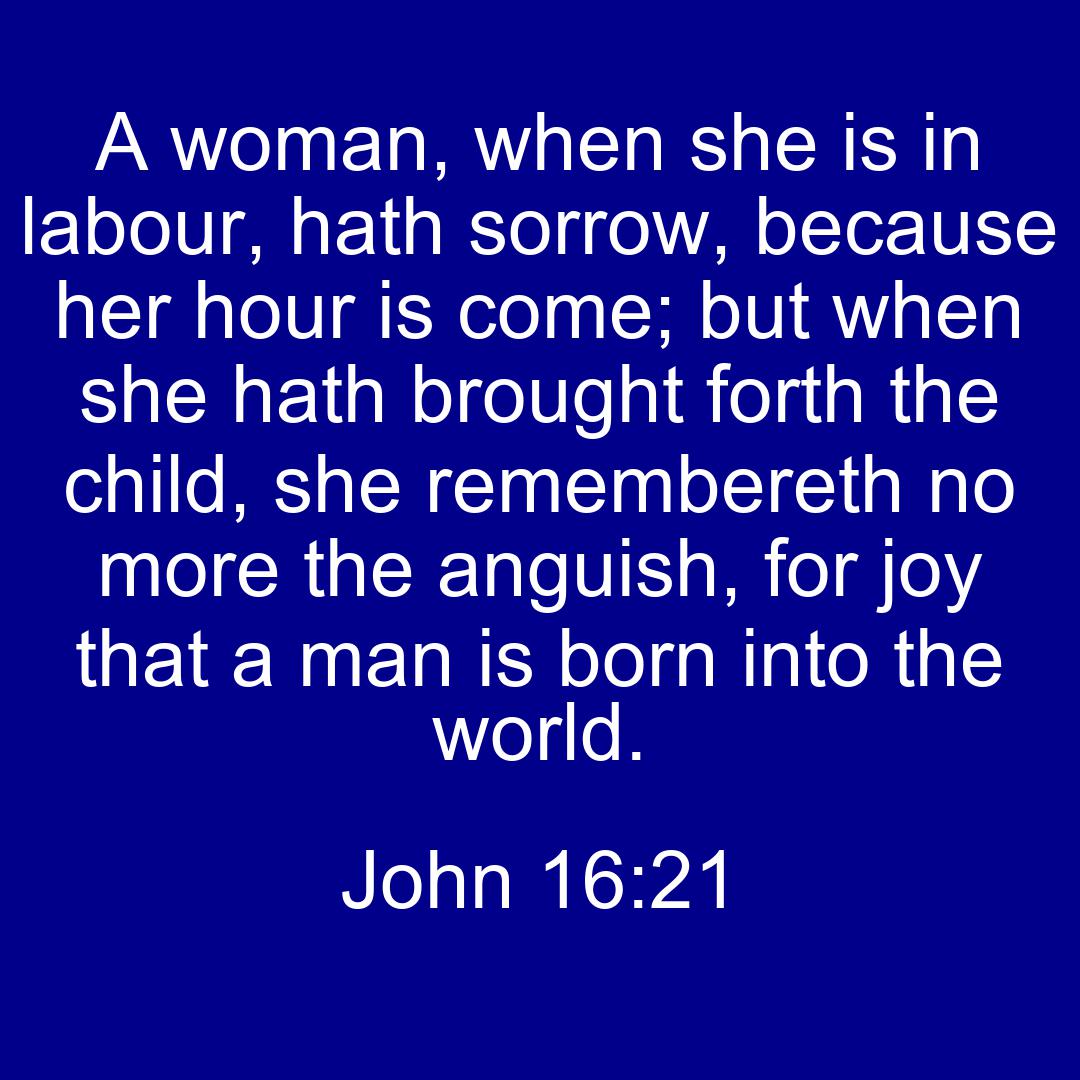 A woman, when she is in
labour, hath sorrow, because
her hour is come; but when
she hath brought forth the
child, she remembereth no
more the anguish, for joy
that a man is born into the
world.
John 16:21